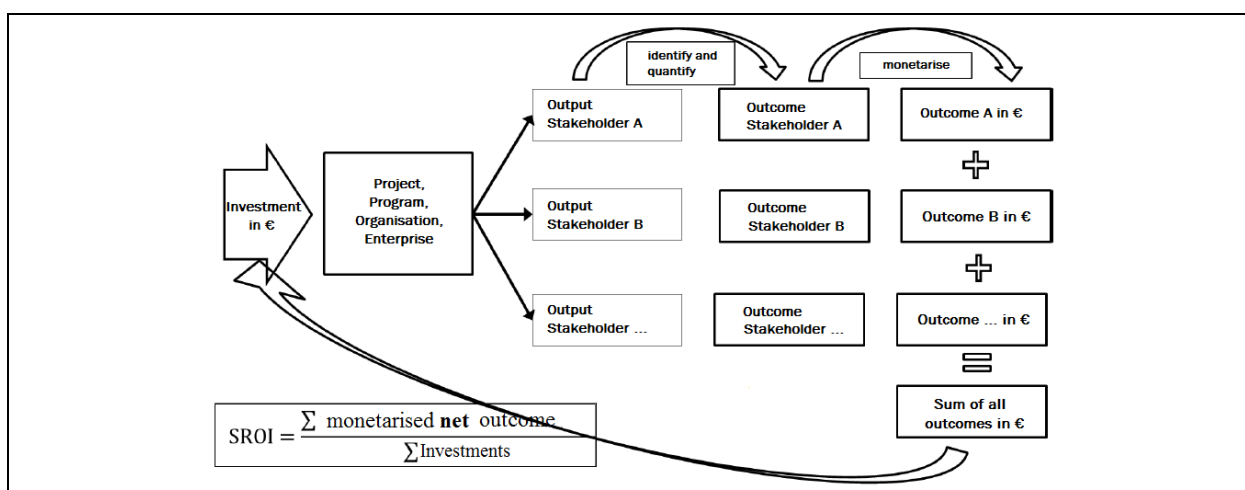 identify and
quantify
monetarise
Output
Stakeholder A
Outcome
Stakeholder A
Outcome A in €
Investment
in €
Project,
Program,
Organisation,
Enterprise
Output
Stakeholder B
Outcome
Stakeholder B
Outcome B in €
Output
Stakeholder ...
Outcome
Stakeholder ...
Outcome ... in €
Sum of all
outcomes in €
SROI = ∑ monetarised net outcome
∑Investments